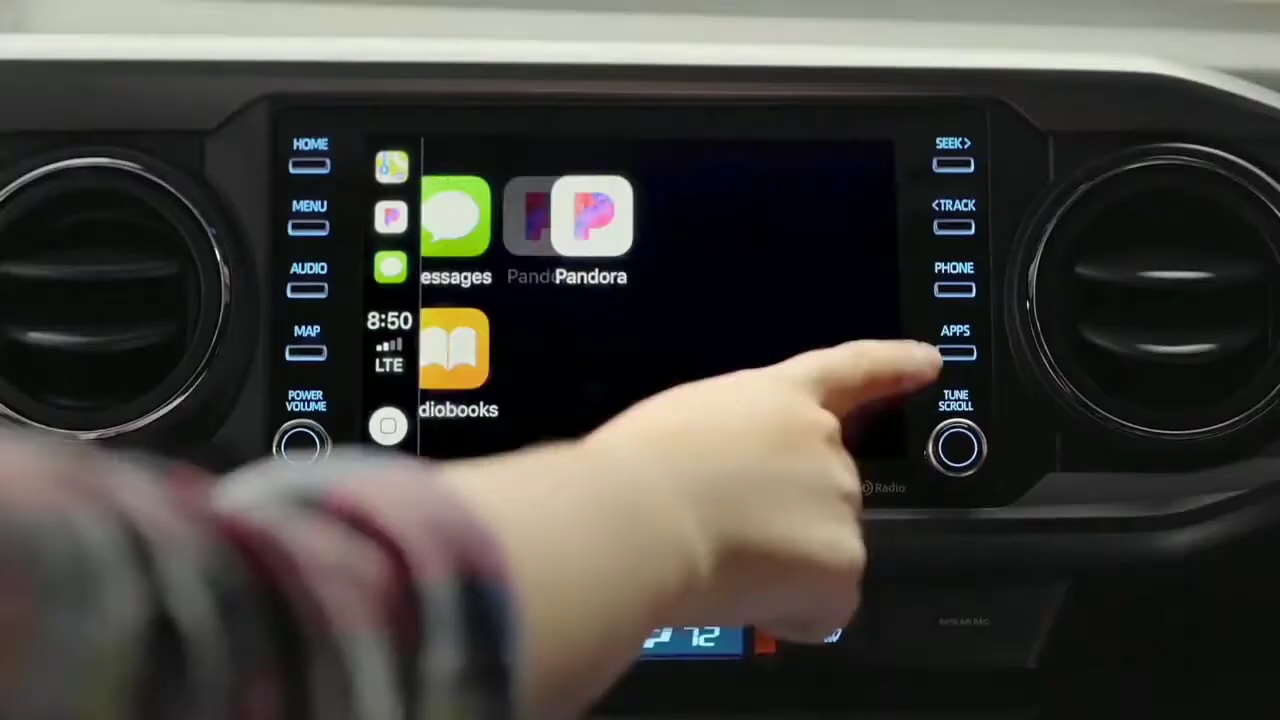 HOME
MENU
AUDIO
MAP
POWER
VOLUME
8:50
LTE
essages
Pand
Pandora
diobooks
SEEK>
<TRACK
PHONE
APPS
TUNE
SCROLL
Radio
72